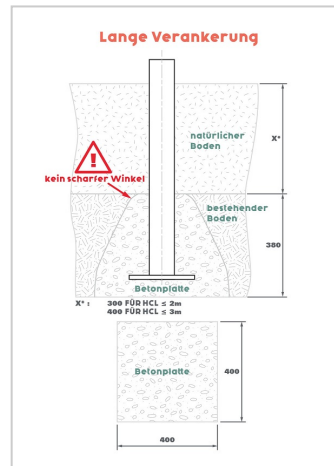 Lange Verankerung
natürlicher
Boden
X*
kein scharfer Winkel
bestehender
Boden
380
Betonplatte
X* : 300 FÜR HCL ≤ 2m
400 FÜR HCL ≤ 3m
Betonplatte
400
400